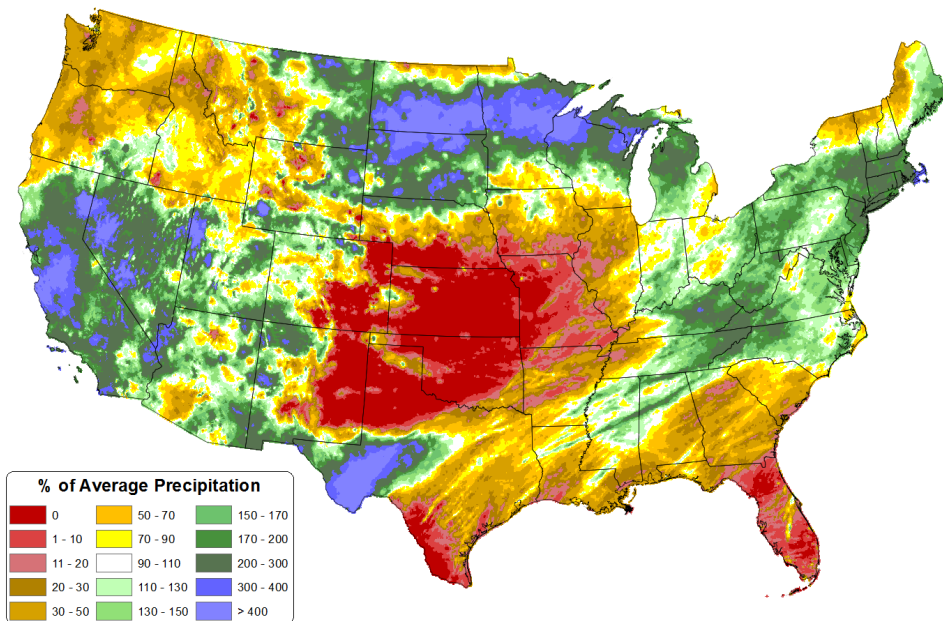 % of Average Precipitation
0 50 - 70 150 - 170
1 - 10 70 - 90 170 - 200
11 - 20 90 - 110 200 - 300
20 - 30 110 - 130 300 - 400
30 - 50 130 - 150 > 400